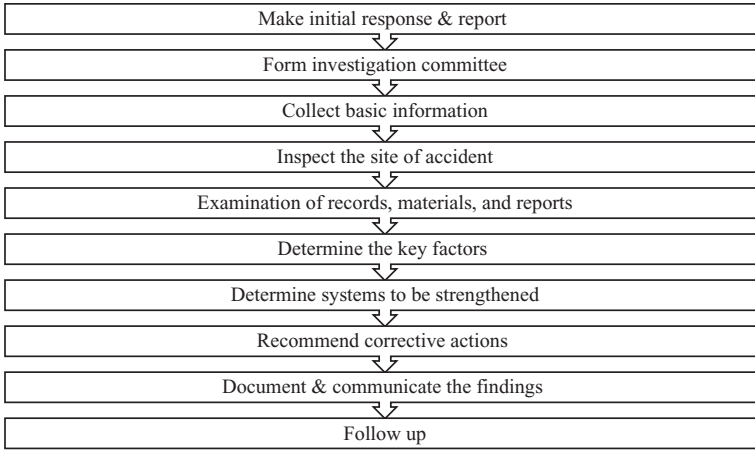 Make initial response & report
Form investigation committee
Collect basic information
Inspect the site of accident
Examination of records, materials, and reports
Determine the key factors
Determine systems to be strengthened
Recommend corrective actions
Document & communicate the findings
Follow up